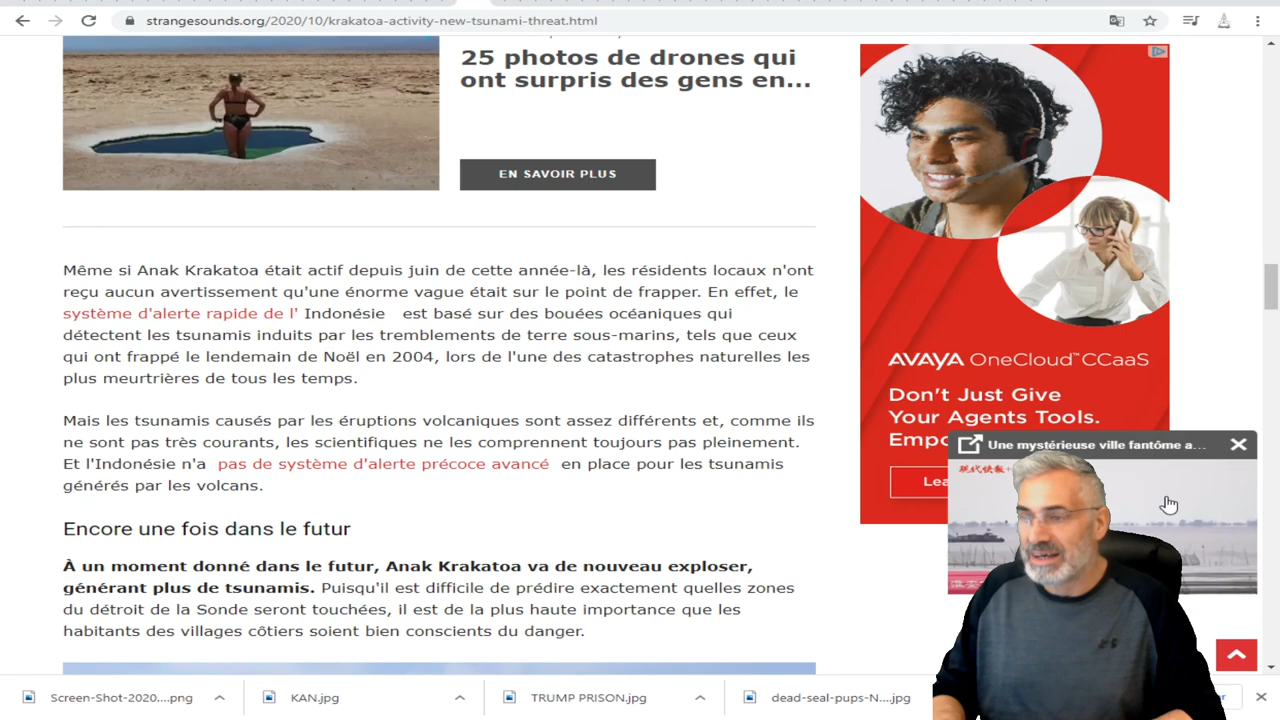 strangesounds.org/2020/10/krakatoa-activity-new-tsunami-threat.html
25 photos de drones qui
ont surpris des gens en...
EN SAVOIR PLUS
Même si Anak Krakatoa était actif depuis juin de cette année-là, les résidents locaux n'ont
reçu aucun avertissement qu'une énorme vague était sur le point de frapper. En effet, le
système d'alerte rapide de l' Indonésie est basé sur des bouées océaniques qui
détectent les tsunamis induits par les tremblements de terre sous-marins, tels que ceux
qui ont frappé le lendemain de Noël en 2004, lors de l'une des catastrophes naturelles les
plus meurtrières de tous les temps.
Mais les tsunamis causés par les éruptions volcaniques sont assez différents et, comme ils
ne sont pas très courants, les scientifiques ne les comprennent toujours pas pleinement.
Et l'Indonésie n'a pas de système d'alerte précoce avancé en place pour les tsunamis
générés par les volcans.
Encore une fois dans le futur
À un moment donné dans le futur, Anak Krakatoa va de nouveau exploser,
générant plus de tsunamis. Puisqu'il est difficile de prédire exactement quelles zones
du détroit de la Sonde seront touchées, il est de la plus haute importance que les
habitants des villages côtiers soient bien conscients du danger.
AVAYA OneCloud™CCaaS
Don't Just Give
Your Agents Tools.
Une mystérieuse ville fantôme a...
现代快报+
Screen-Shot-2020....png
KAN.jpg
TRUMP PRISON.jpg
dead-seal-pups-N....jpg